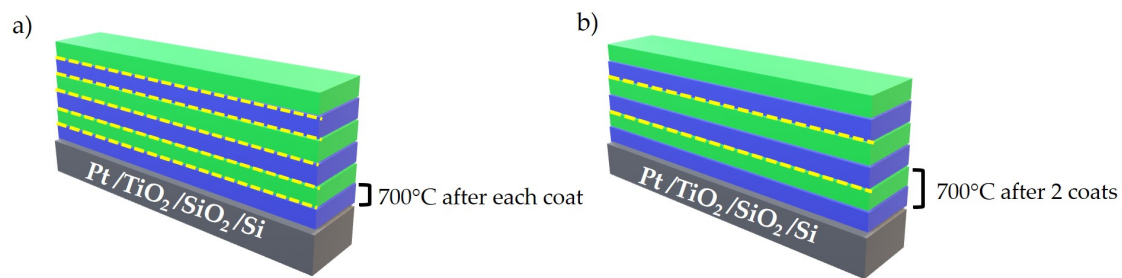 a)
700°C after each coat
Pt /TiO₂ /SiO₂ /Si
b)
700°C after 2 coats
Pt /TiO₂ /SiO₂ /Si